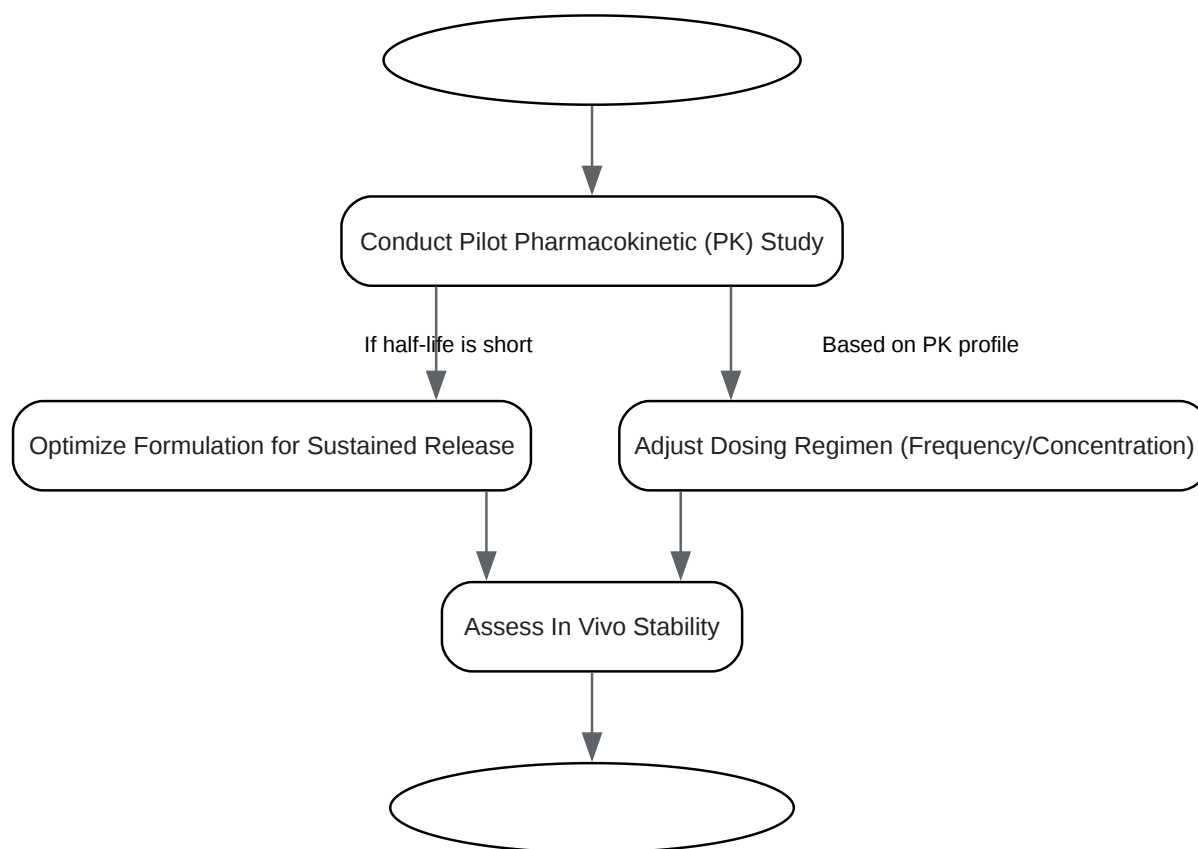 Conduct Pilot Pharmacokinetic (PK) Study
If half-life is short
Based on PK profile
Optimize Formulation for Sustained Release
Adjust Dosing Regimen (Frequency/Concentration)
Assess In Vivo Stability